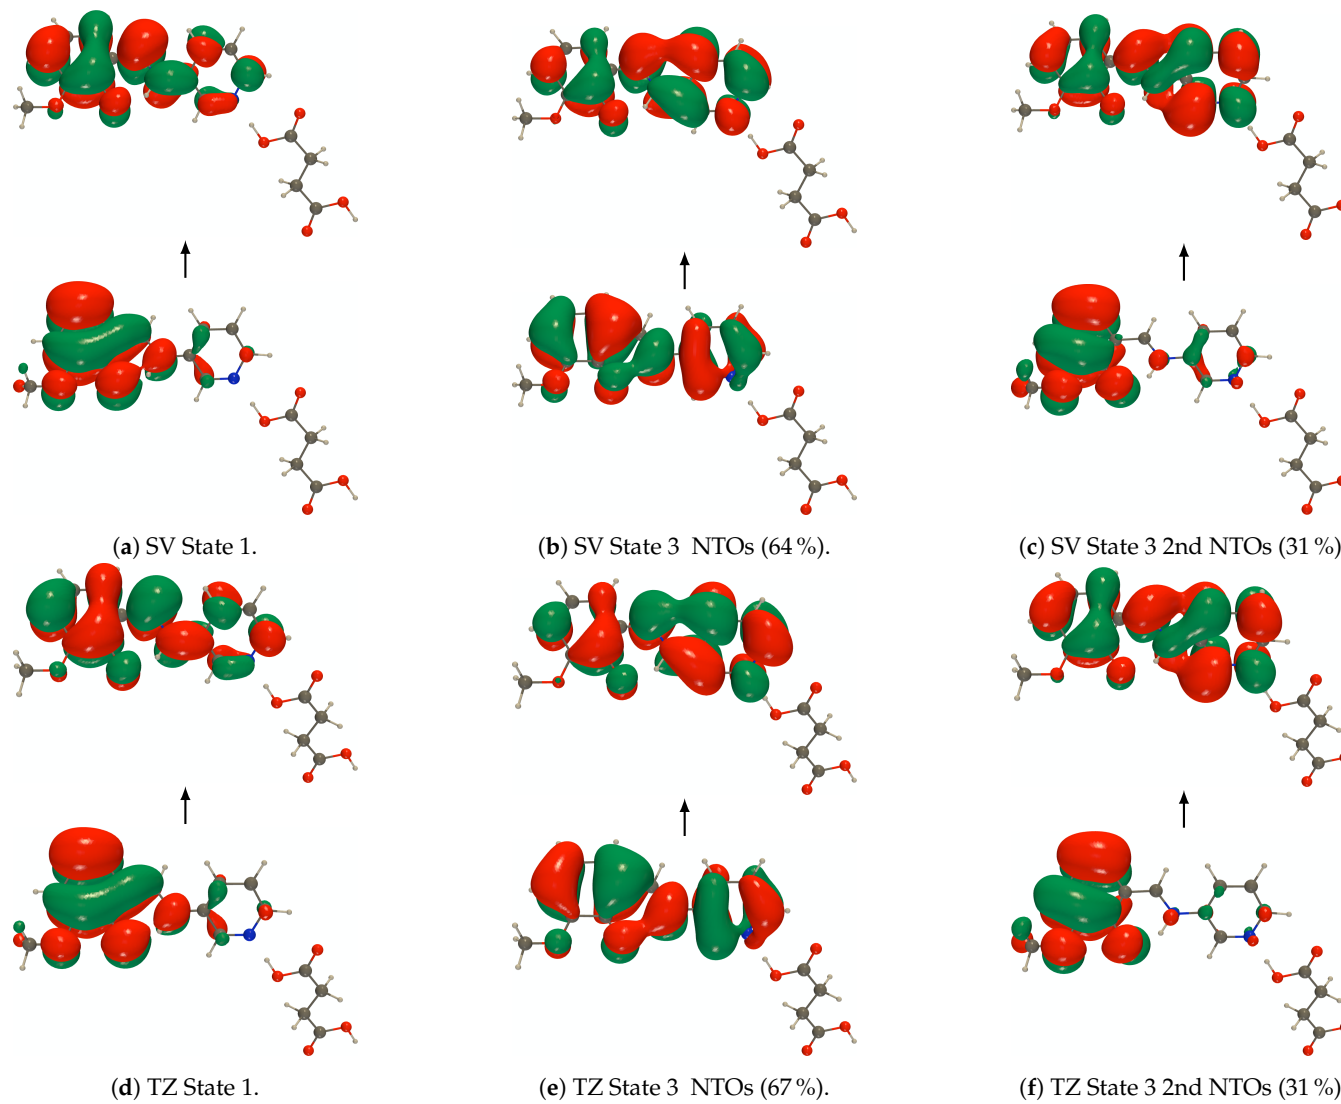 (a) SV State 1.
(b) SV State 3 NTOs (64 %).
(c) SV State 3 2nd NTOs (31 %)
(d) TZ State 1.
(e) TZ State 3 NTOs (67 %).
(f) TZ State 3 2nd NTOs (31 %)